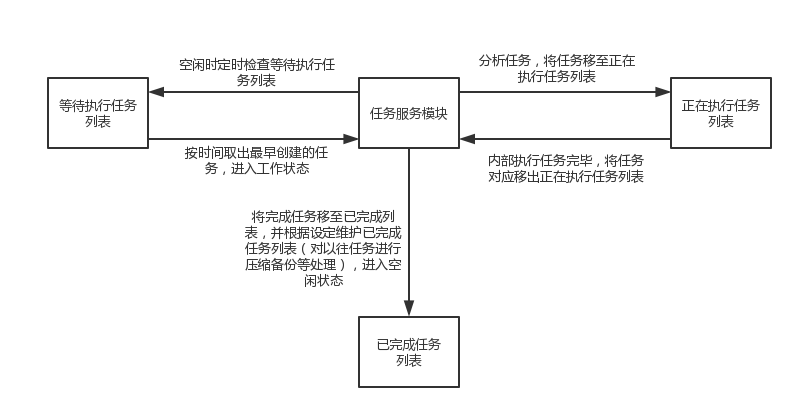 空闲时定时检查等待执行任
务列表
分析任务，将任务移至正在
执行任务列表
等待执行任务
列表
任务服务模块
正在执行任务
列表
按时间取出最早创建的任
务，进入工作状态
内部执行任务完毕，将任务
对应移出正在执行任务列表
将完成任务移至已完成列
表，并根据设定维护已完成
任务列表（对以往任务进行
压缩备份等处理），进入空
闲状态
已完成任务
列表